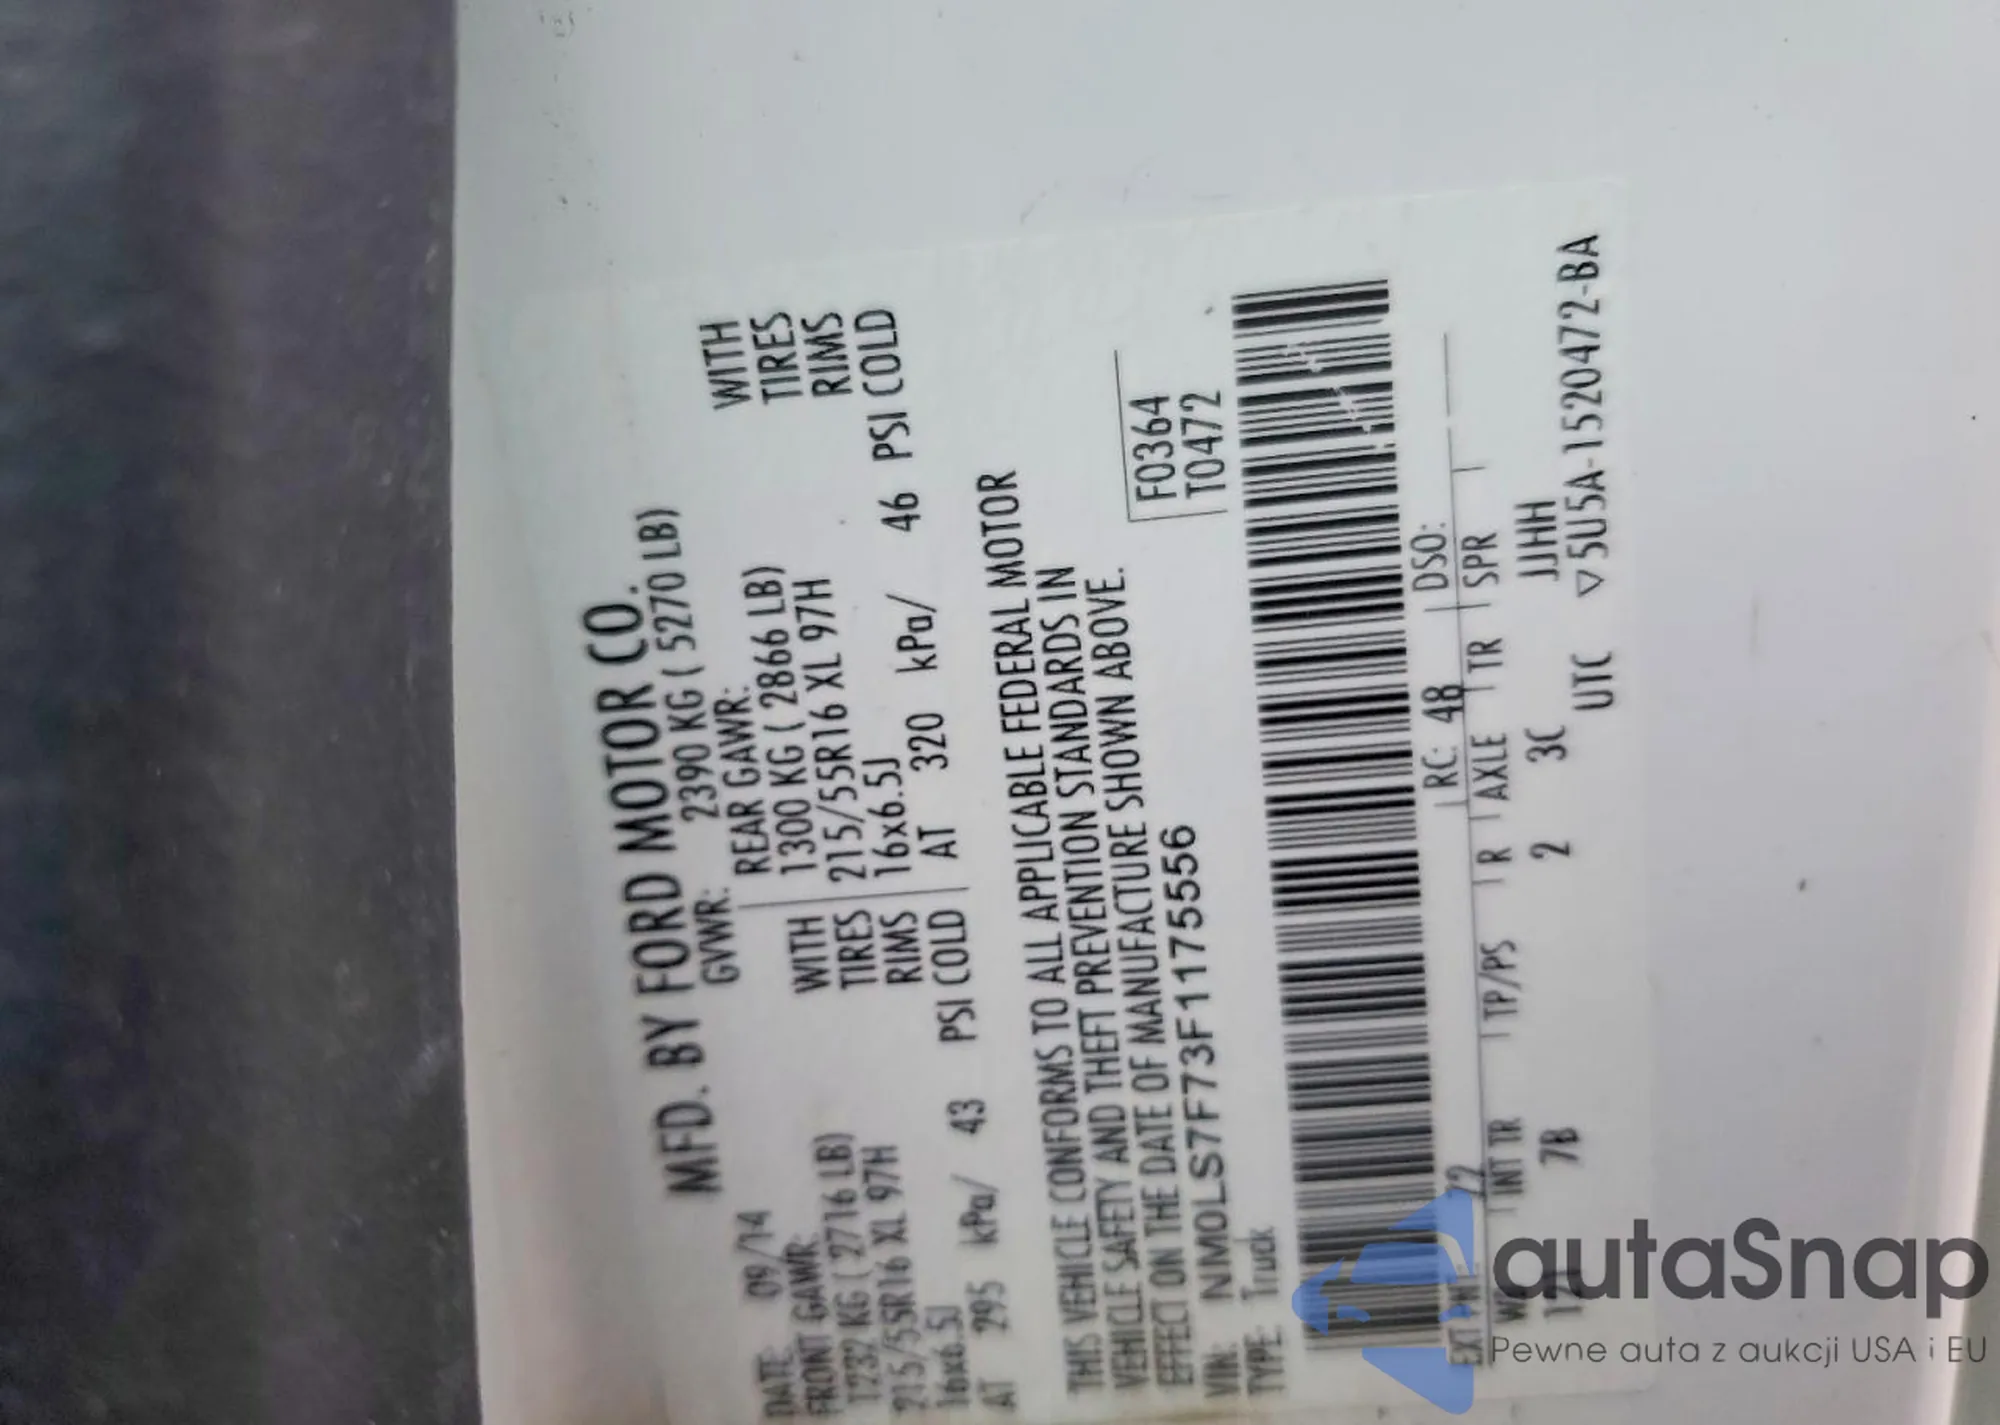 MFD. BY FORD MOTOR CO.
DATE: 09/14 GVWR: 2390 KG ( 5270 LB)
FRONT GAWR: REAR GAWR:
1232 KG ( 2716 LB) WITH 1300 KG ( 2866 LB) WITH
215/55R16 XL 97H TIRES 215/55R16 XL 97H TIRES
16x6.5J RIMS 16x6.5J RIMS
AT 295 kPa/ 43 PSI COLD AT 320 kPa/ 46 PSI COLD
THIS VEHICLE CONFORMS TO ALL APPLICABLE FEDERAL MOTOR
VEHICLE SAFETY AND THEFT PREVENTION STANDARDS IN
EFFECT ON THE DATE OF MANUFACTURE SHOWN ABOVE.
VIN: NM0LS7F73F1175556 F0364
TYPE: Truck T0472
EXT PNT: RC: 48 DSO:
INT TR TP/PS R AXLE TR SPR
7B 2 3C JJHH
UTC ▽5U5A-1520472-BA
autaSnap
Pewne auta z aukcji USA i EU